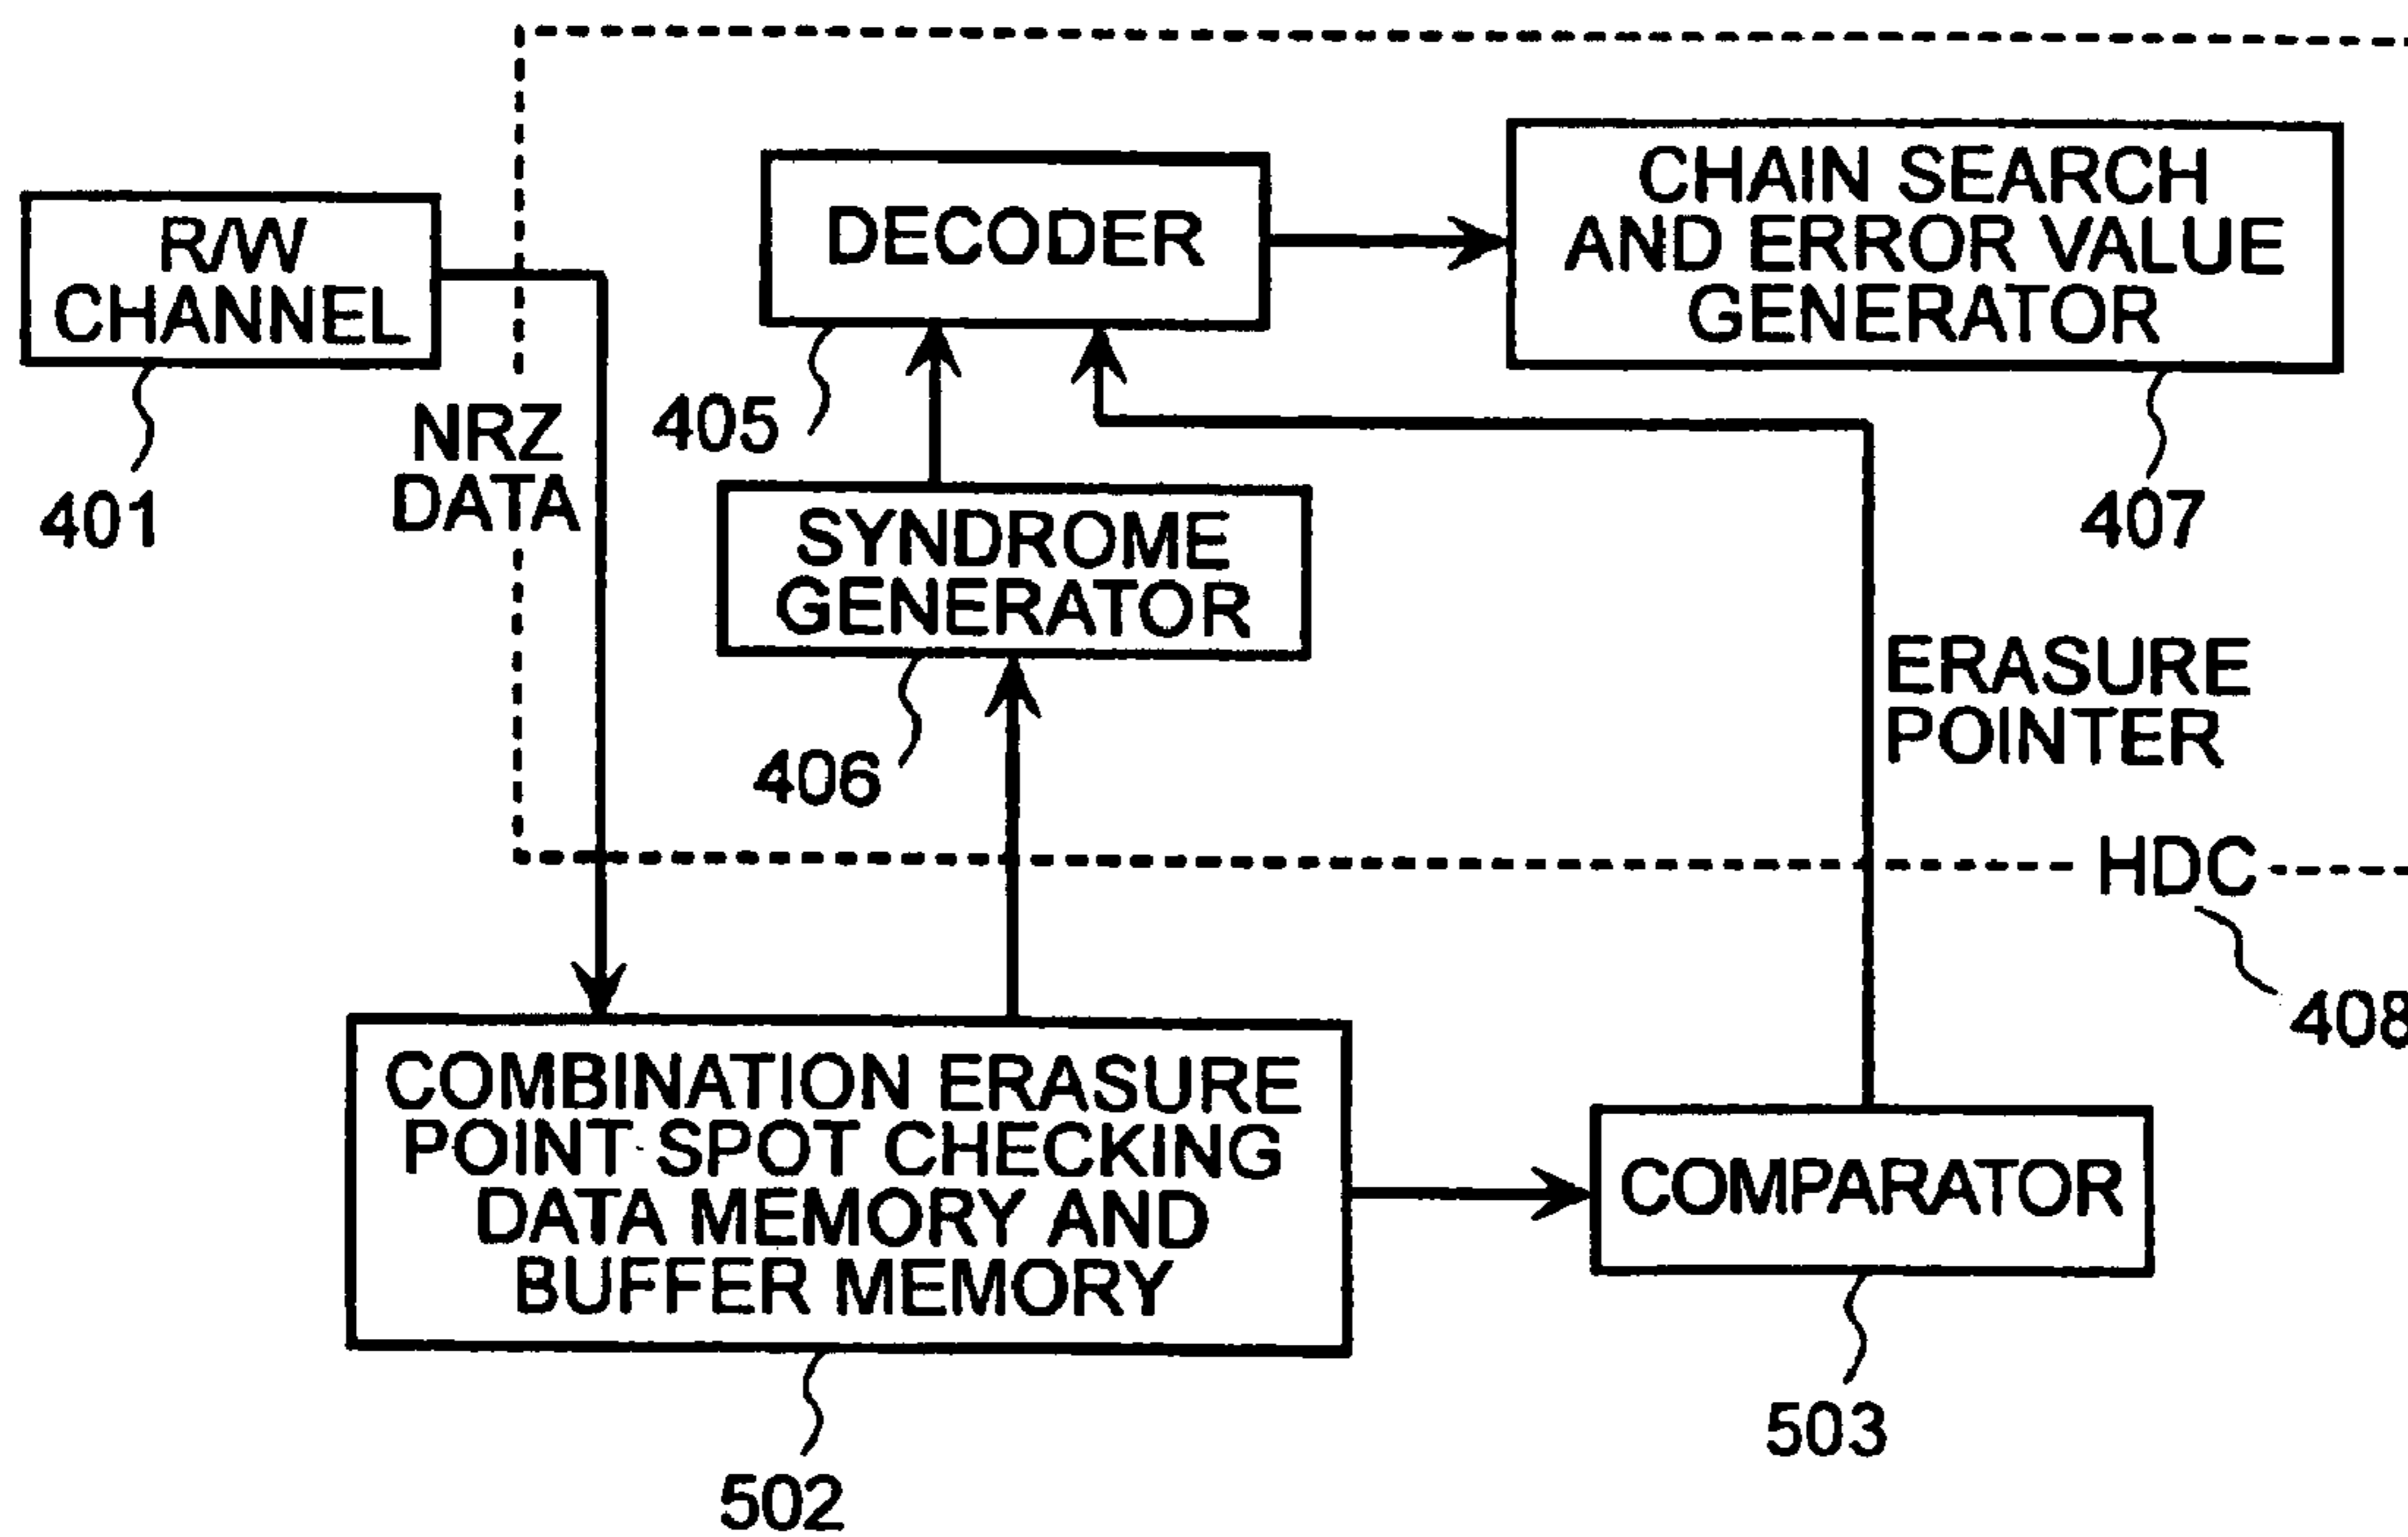 R/W
CHANNEL
401
NRZ
DATA
DECODER
405
CHAIN SEARCH
AND ERROR VALUE
GENERATOR
407
SYNDROME
GENERATOR
406
ERASURE
POINTER
HDC
408
COMBINATION ERASURE
POINT SPOT CHECKING
DATA MEMORY AND
BUFFER MEMORY
502
COMPARATOR
503